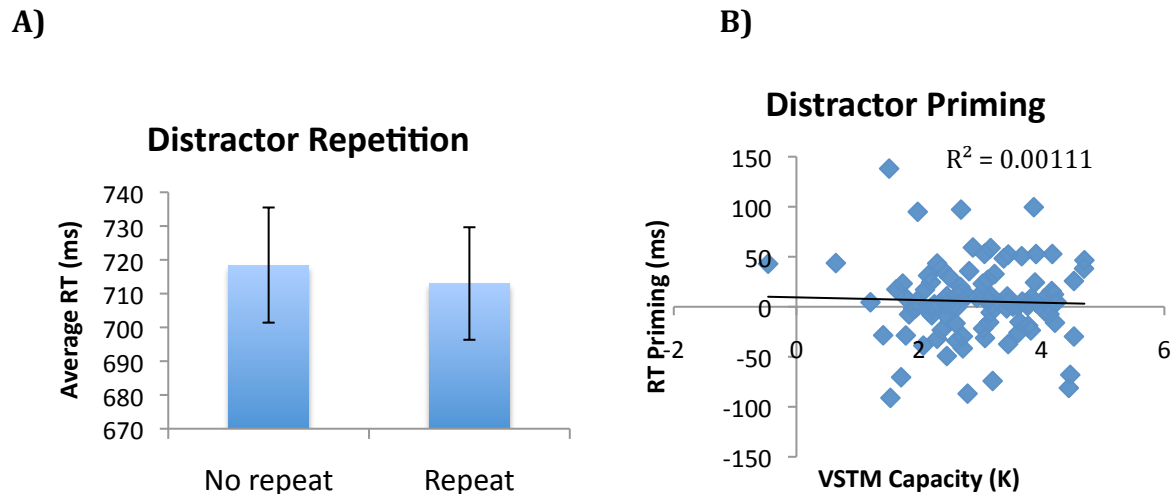 A)
Distractor Repetition
Average RT (ms)
740
730
720
710
700
690
680
670
No repeat Repeat
B)
Distractor Priming
R² = 0.00111
RT Priming (ms)
150
100
50
0
-50
-100
-150
-2 0 2 4 6
VSTM Capacity (K)